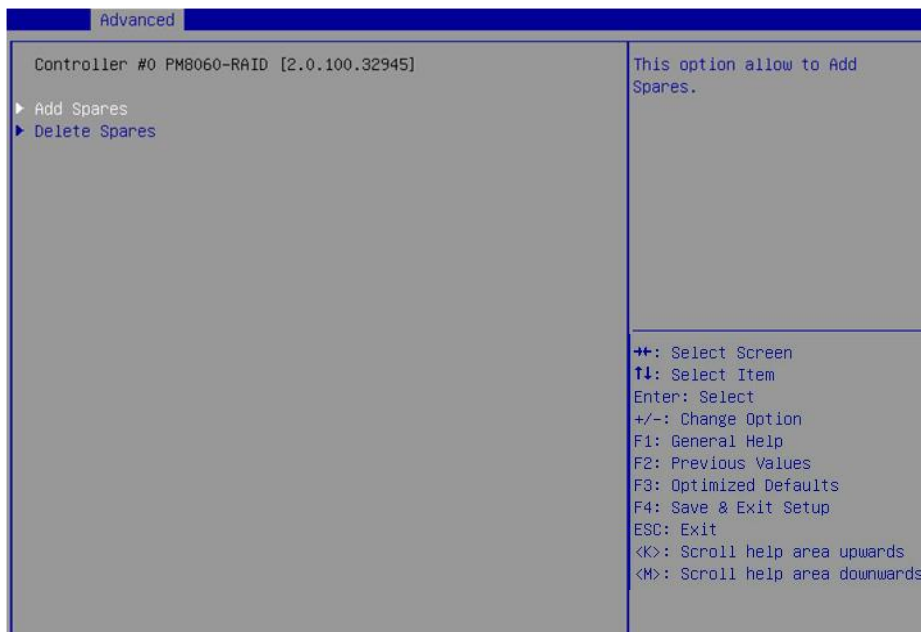 Advanced
Controller #0 PM8060-RAID [2.0.100.32945]
Add Spares
Delete Spares
This option allow to Add
Spares.
→←: Select Screen
↑↓: Select Item
Enter: Select
+/-: Change Option
F1: General Help
F2: Previous Values
F3: Optimized Defaults
F4: Save & Exit Setup
ESC: Exit
<K>: Scroll help area upwards
<M>: Scroll help area downwards